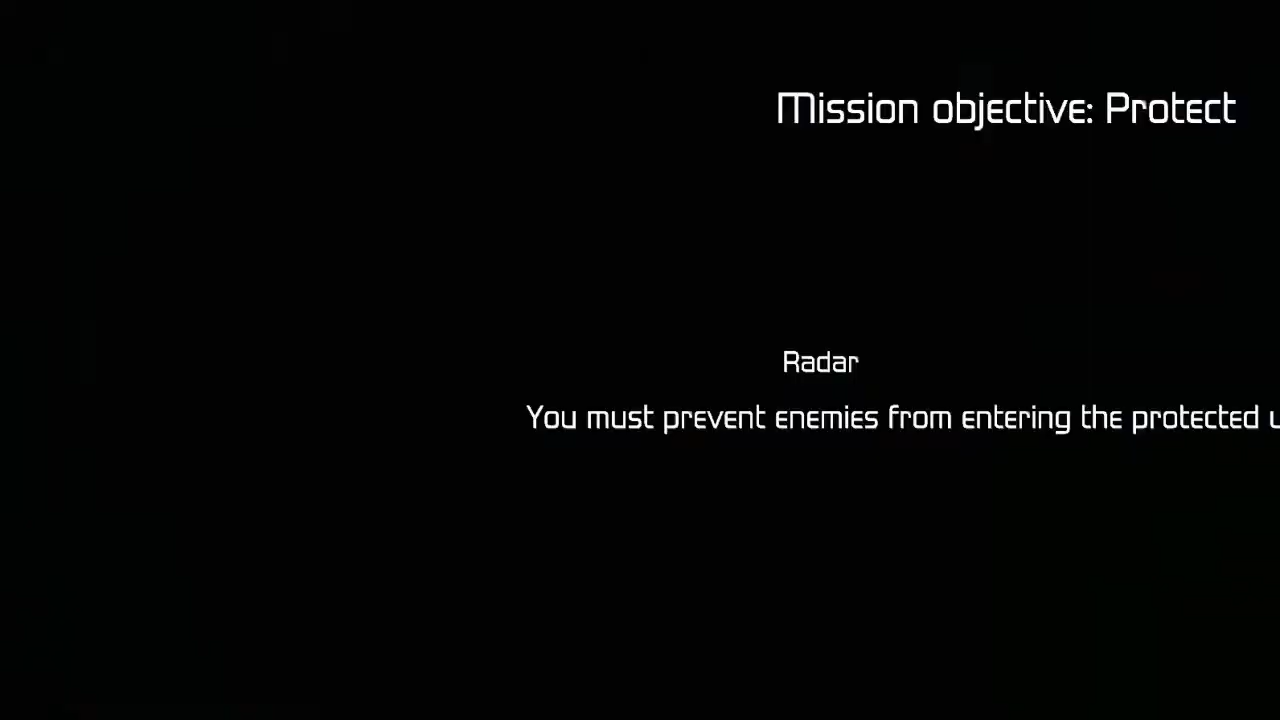 Mission objective: Protect
Radar
You must prevent enemies from entering the protected